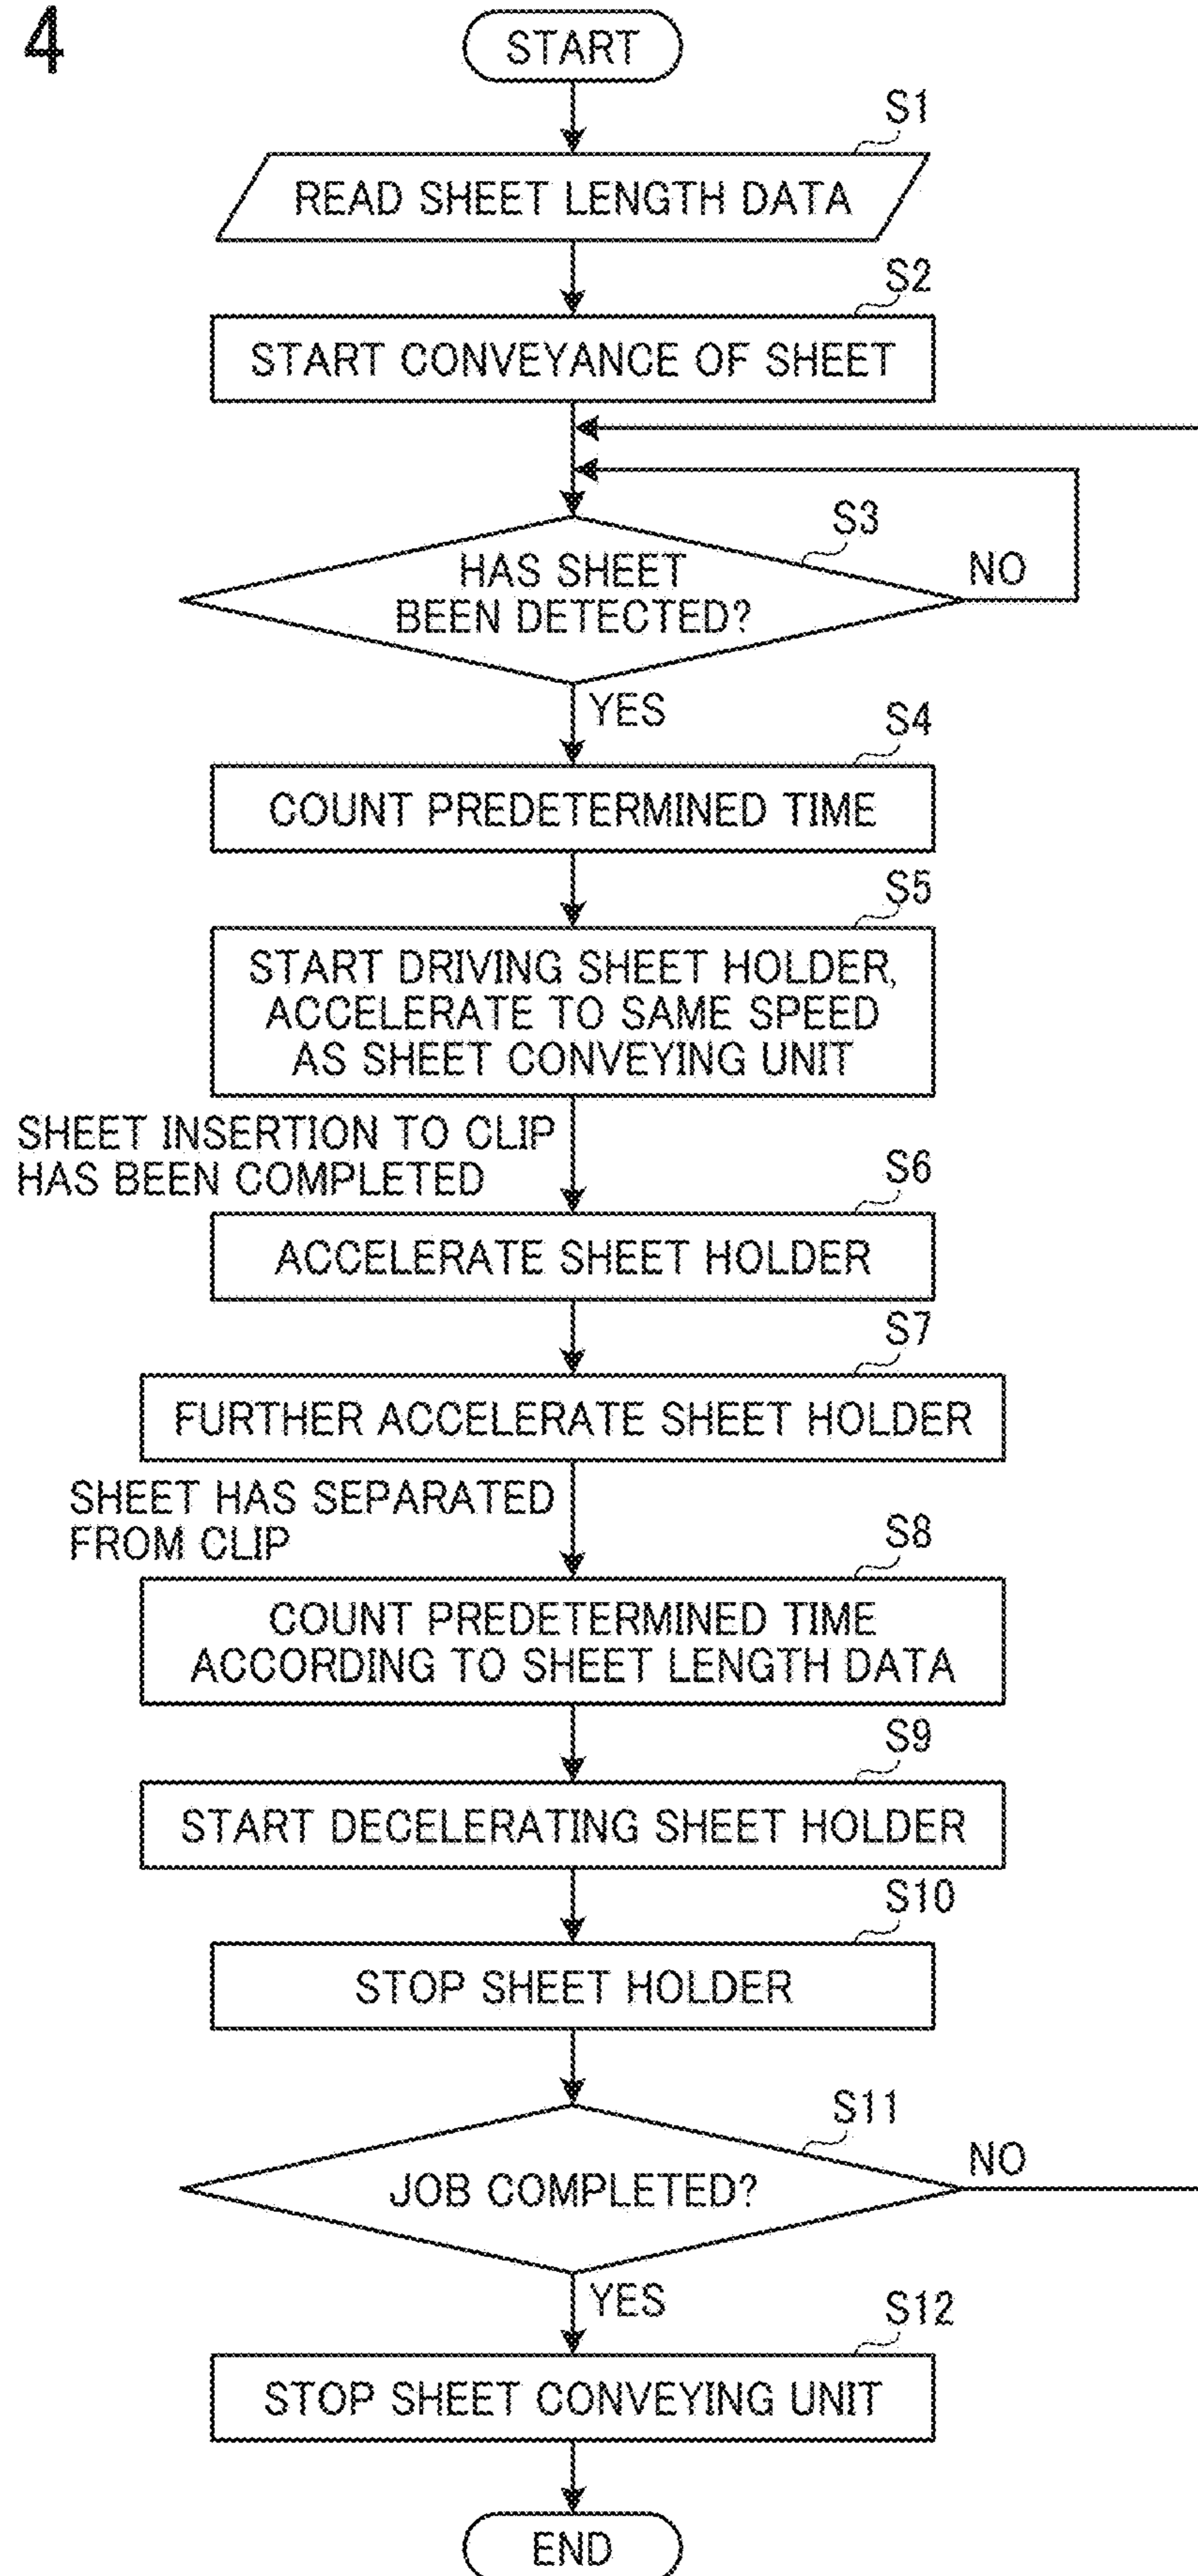 4
START
S1
READ SHEET LENGTH DATA
S2
START CONVEYANCE OF SHEET
S3
HAS SHEET
BEEN DETECTED?
NO
YES
S4
COUNT PREDETERMINED TIME
S5
START DRIVING SHEET HOLDER,
ACCELERATE TO SAME SPEED
AS SHEET CONVEYING UNIT
SHEET INSERTION TO CLIP
HAS BEEN COMPLETED
S6
ACCELERATE SHEET HOLDER
S7
FURTHER ACCELERATE SHEET HOLDER
SHEET HAS SEPARATED
FROM CLIP
S8
COUNT PREDETERMINED TIME
ACCORDING TO SHEET LENGTH DATA
S9
START DECELERATING SHEET HOLDER
S10
STOP SHEET HOLDER
S11
JOB COMPLETED?
NO
YES
S12
STOP SHEET CONVEYING UNIT
END